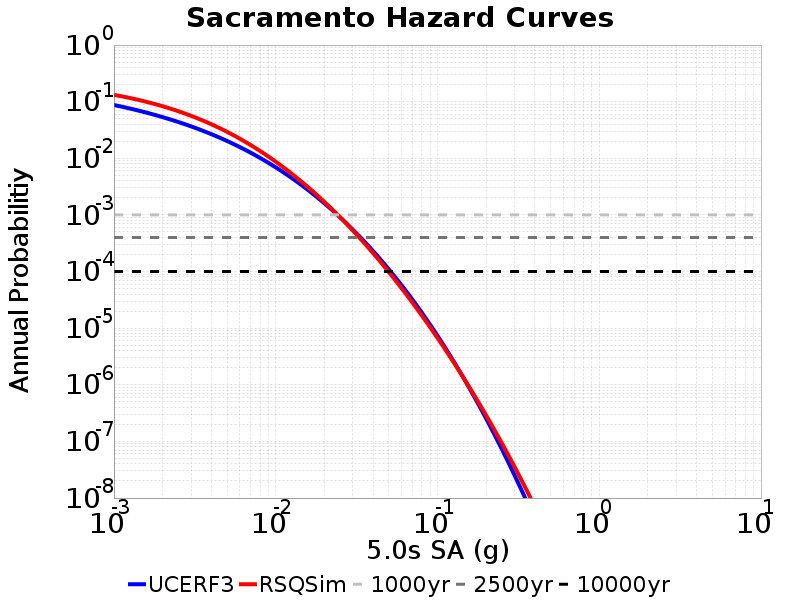 Sacramento Hazard Curves
Annual Probabilitiy
10^0
10^-1
10^-2
10^-3
10^-4
10^-5
10^-6
10^-7
10^-8
10^-3 10^-2 10^-1 10^0 10^1
5.0s SA (g)
UCERF3 RSQSim 1000yr 2500yr 10000yr